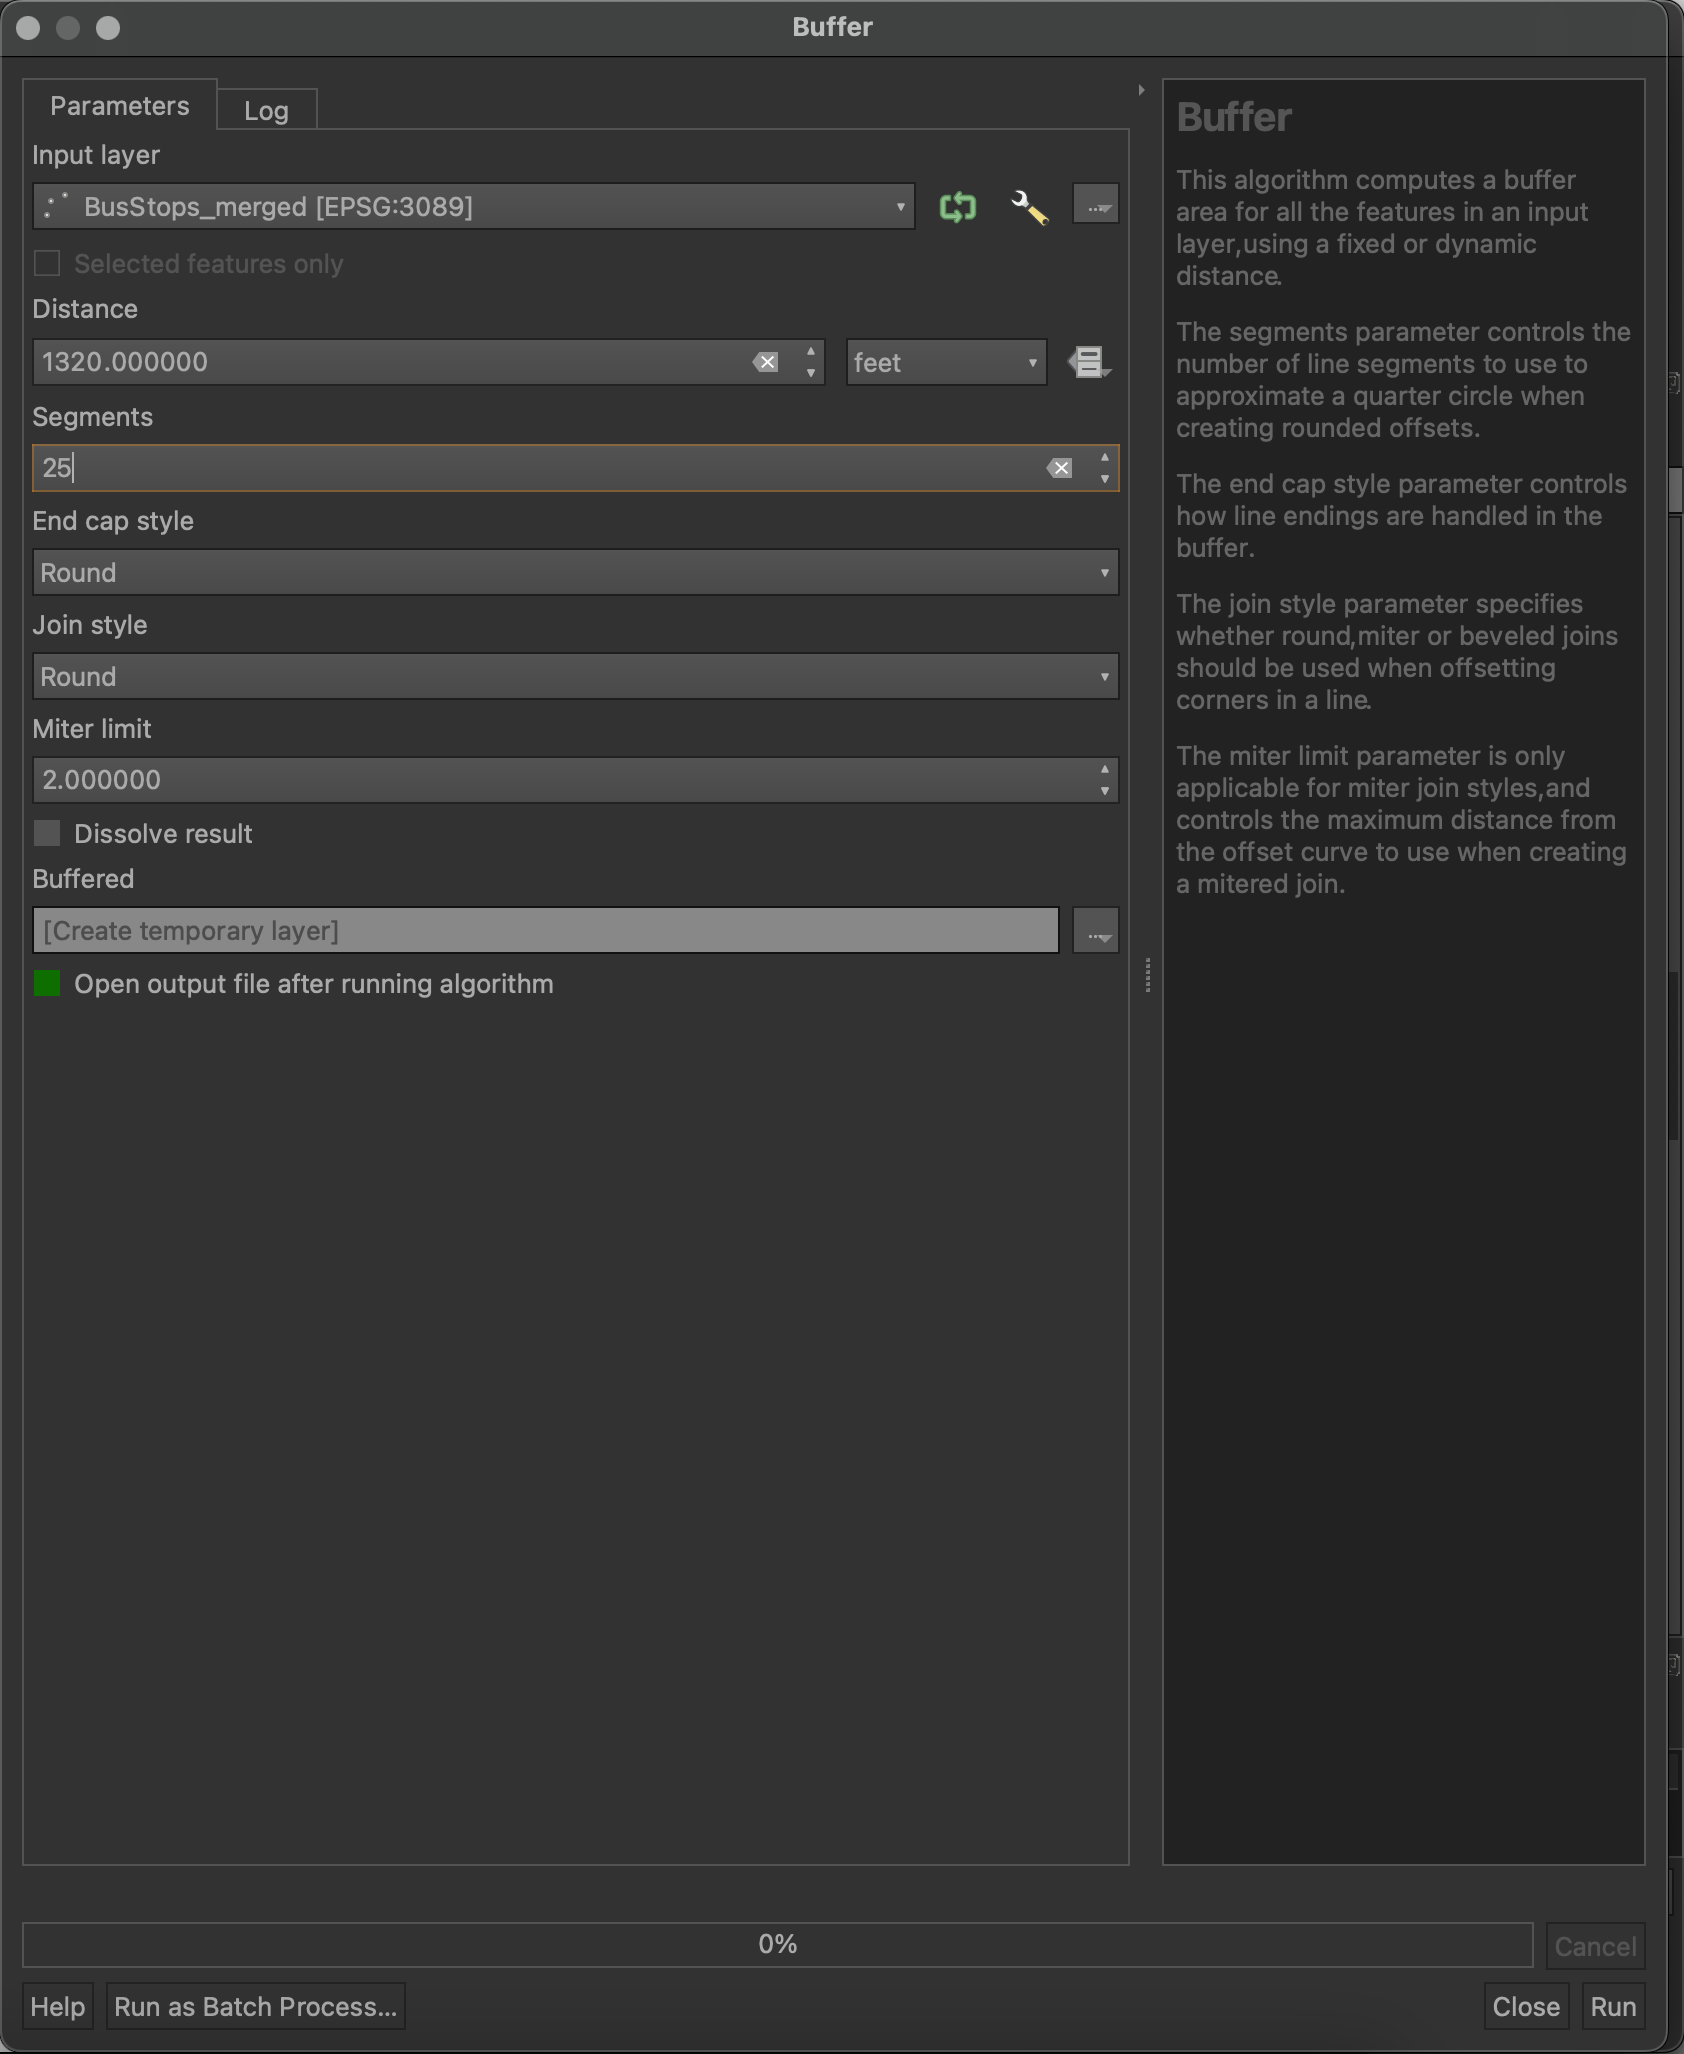 Buffer
Parameters
Log
Input layer
BusStops_merged [EPSG:3089]
...
Selected features only
Distance
1320.000000
feet
Segments
25
End cap style
Round
Join style
Round
Miter limit
2.000000
Dissolve result
Buffered
[Create temporary layer]
...
Open output file after running algorithm
Buffer
This algorithm computes a buffer
area for all the features in an input
layer,using a fixed or dynamic
distance.
The segments parameter controls the
number of line segments to use to
approximate a quarter circle when
creating rounded offsets.
The end cap style parameter controls
how line endings are handled in the
buffer.
The join style parameter specifies
whether round,miter or beveled joins
should be used when offsetting
corners in a line.
The miter limit parameter is only
applicable for miter join styles,and
controls the maximum distance from
the offset curve to use when creating
a mitered join.
0%
Cancel
Help
Run as Batch Process...
Close
Run